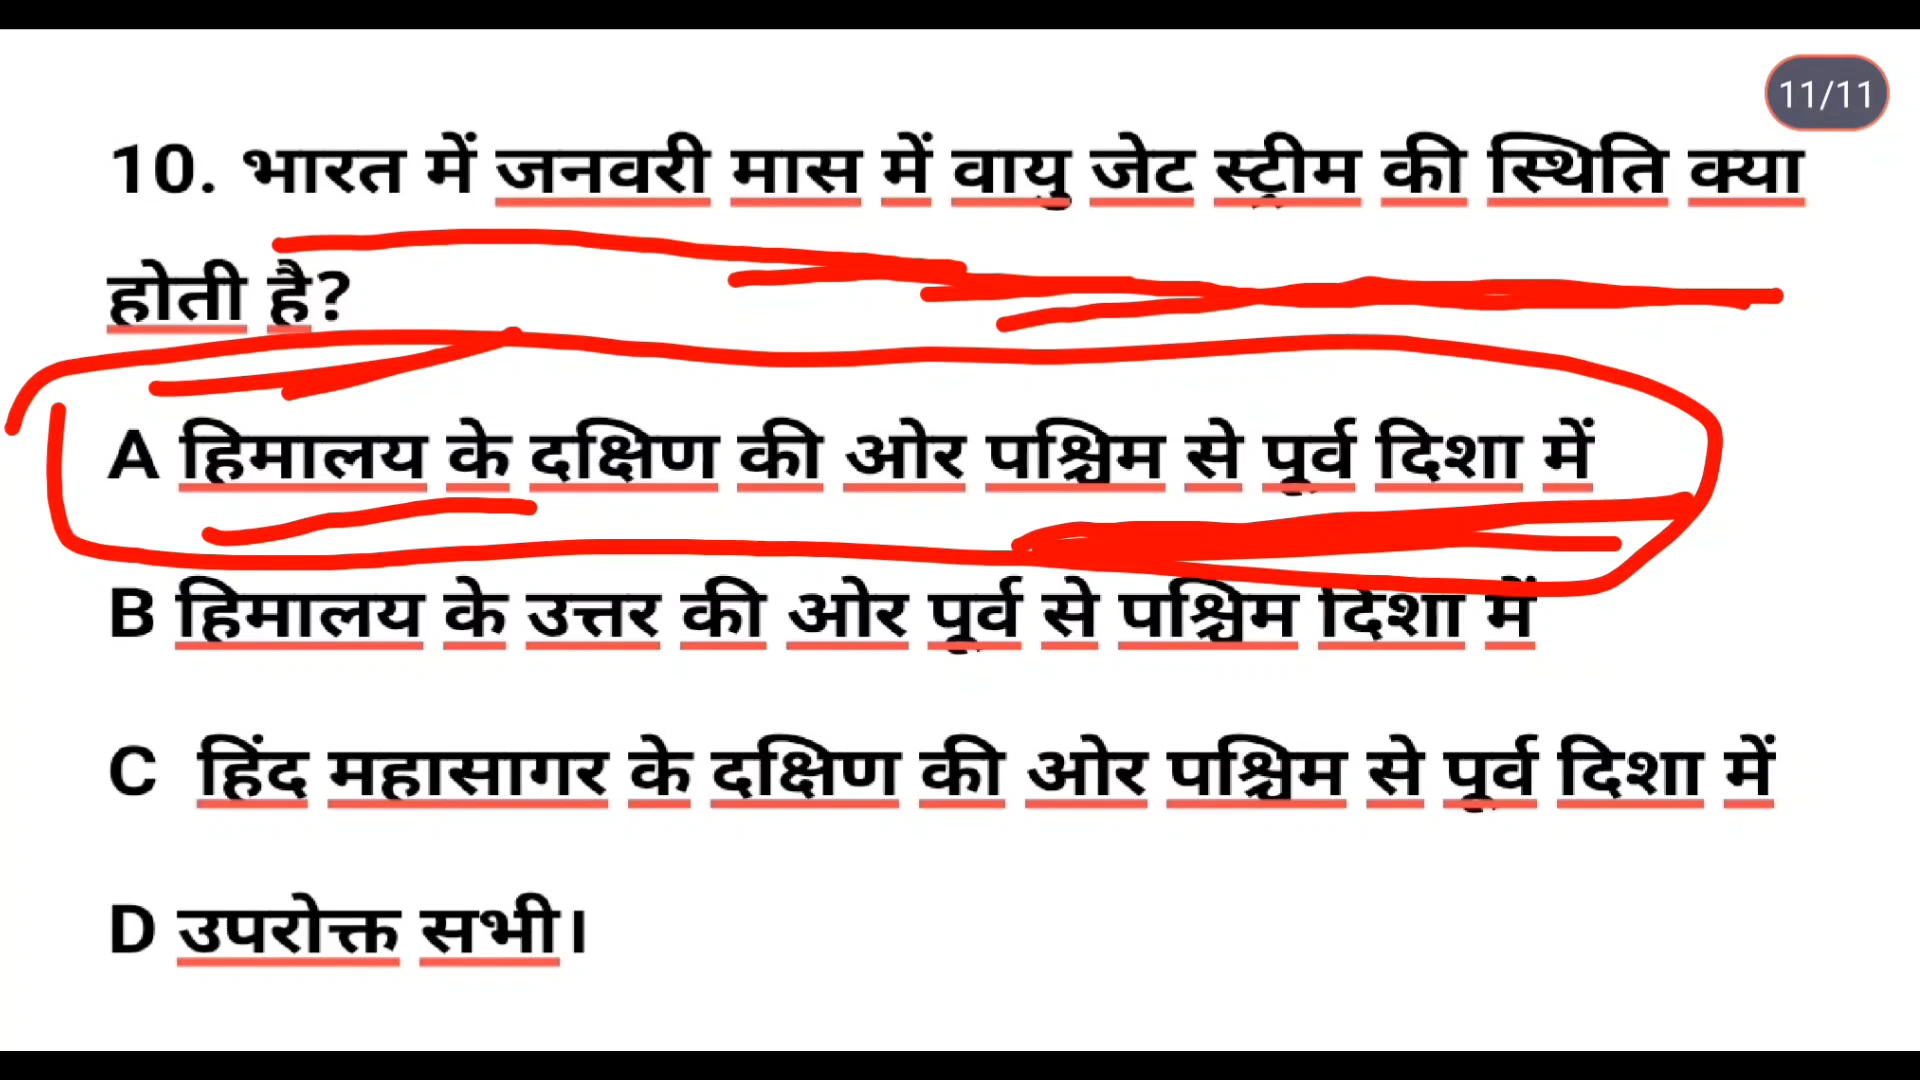 11/11
10. भारत में जनवरी मास में वायु जेट स्ट्रीम की स्थिति क्या
होती है?
A हिमालय के दक्षिण की ओर पश्चिम से पूर्व दिशा में
B हिमालय के उत्तर की ओर पूर्व से पश्चिम दिशा में
C हिंद महासागर के दक्षिण की ओर पश्चिम से पूर्व दिशा में
D उपरोक्त सभी।